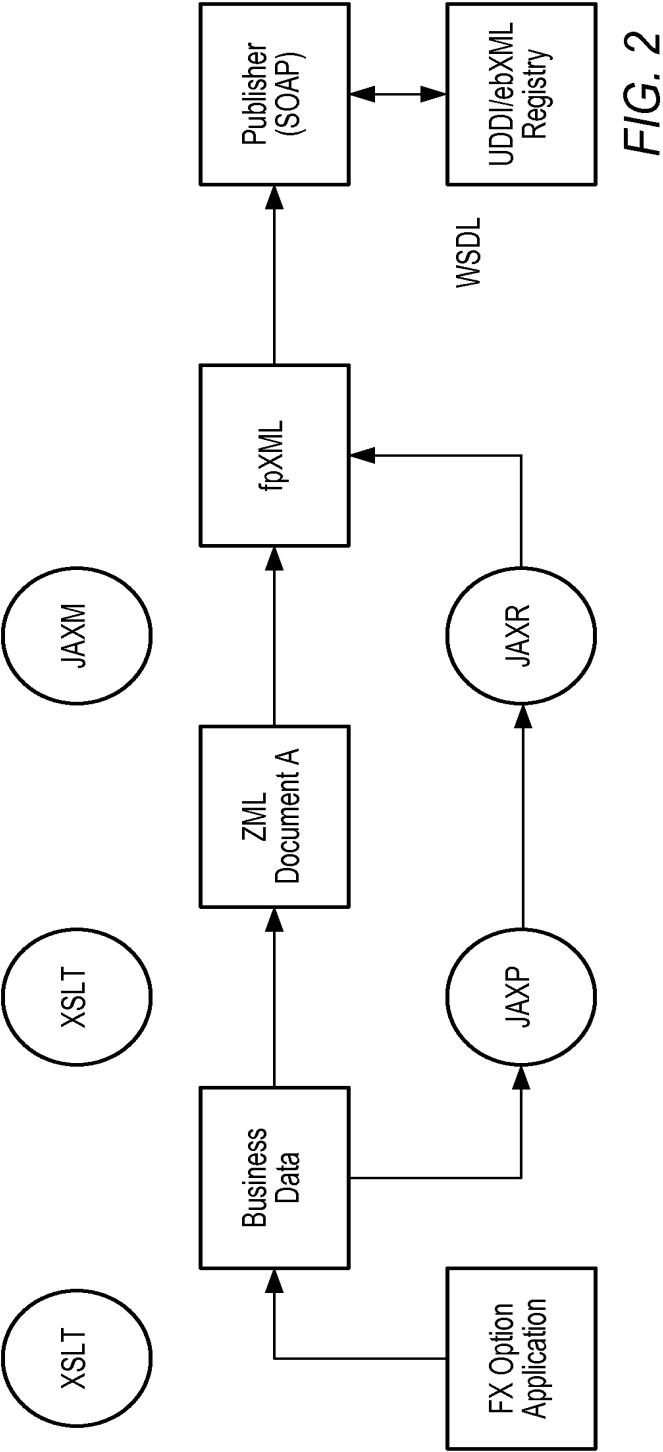 XSLT
XSLT
JAXM
Business
Data
ZML
Document A
fpXML
Publisher
(SOAP)
WSDL
FX Option
Application
JAXP
JAXR
UDDI/ebXML
Registry
FIG. 2